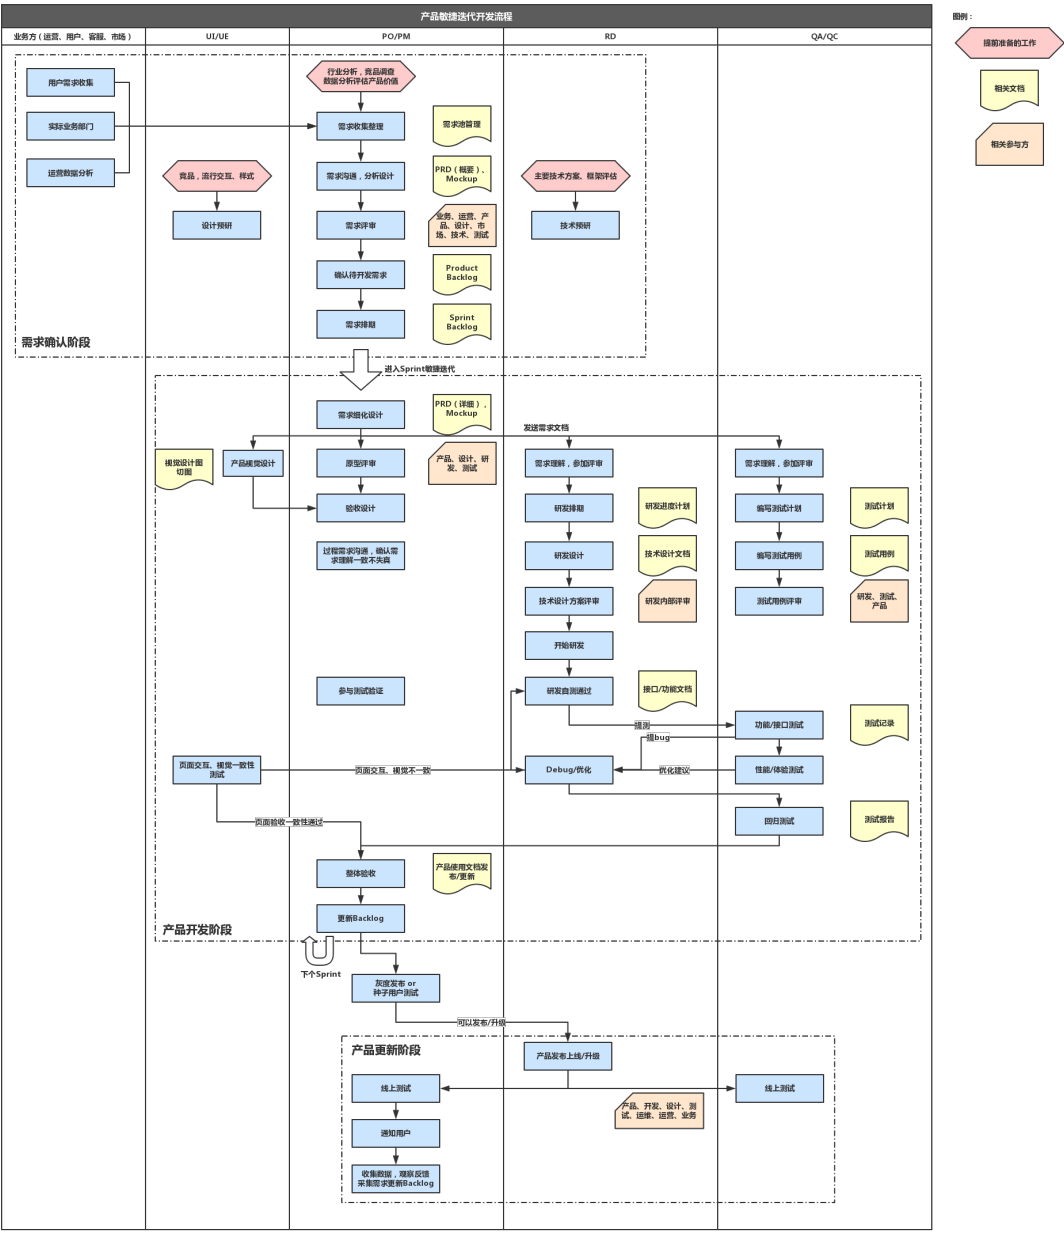 产品敏捷迭代开发流程
图例：
业务方（运营、用户、客服、市场）
UI/UE
PO/PM
RD
QA/QC
提前准备的工作
相关文档
相关参与方
行业分析，竞品调查
数据分析评估产品价值
用户需求收集
实际业务部门
运营数据分析
需求收集整理
需求池管理
竞品，流行交互、样式
需求沟通，分析设计
PRD（概要）、
Mockup
主要技术方案、框架评估
设计预研
需求评审
业务、运营、产
品、设计、市
场、技术、测试
技术预研
确认待开发需求
Product
Backlog
需求排期
Sprint
Backlog
需求确认阶段
进入Sprint敏捷迭代
需求细化设计
PRD（详细），
Mockup
发送需求文档
视觉设计图
切图
产品视觉设计
原型评审
产品、设计、研
发、测试
需求理解，参加评审
需求理解，参加评审
验收设计
研发排期
研发进度计划
编写测试计划
测试计划
过程需求沟通，确认需
求理解一致不失真
研发设计
技术设计文档
编写测试用例
测试用例
技术设计方案评审
研发内部评审
测试用例评审
研发、测试、
产品
开始研发
参与测试验证
研发自测通过
接口/功能文档
提测
功能/接口测试
测试记录
提bug
页面交互、视觉一致性
测试
页面交互、视觉不一致
Debug/优化
优化建议
性能/体验测试
页面验收一致性通过
回归测试
测试报告
整体验收
产品使用文档发
布/更新
更新Backlog
产品开发阶段
下个Sprint
灰度发布 or
种子用户测试
可以发布/升级
产品更新阶段
产品发布上线/升级
线上测试
线上测试
产品、开发、设计、测
试、运维、运营、业务
通知用户
收集数据，观察反馈
采集需求更新Backlog